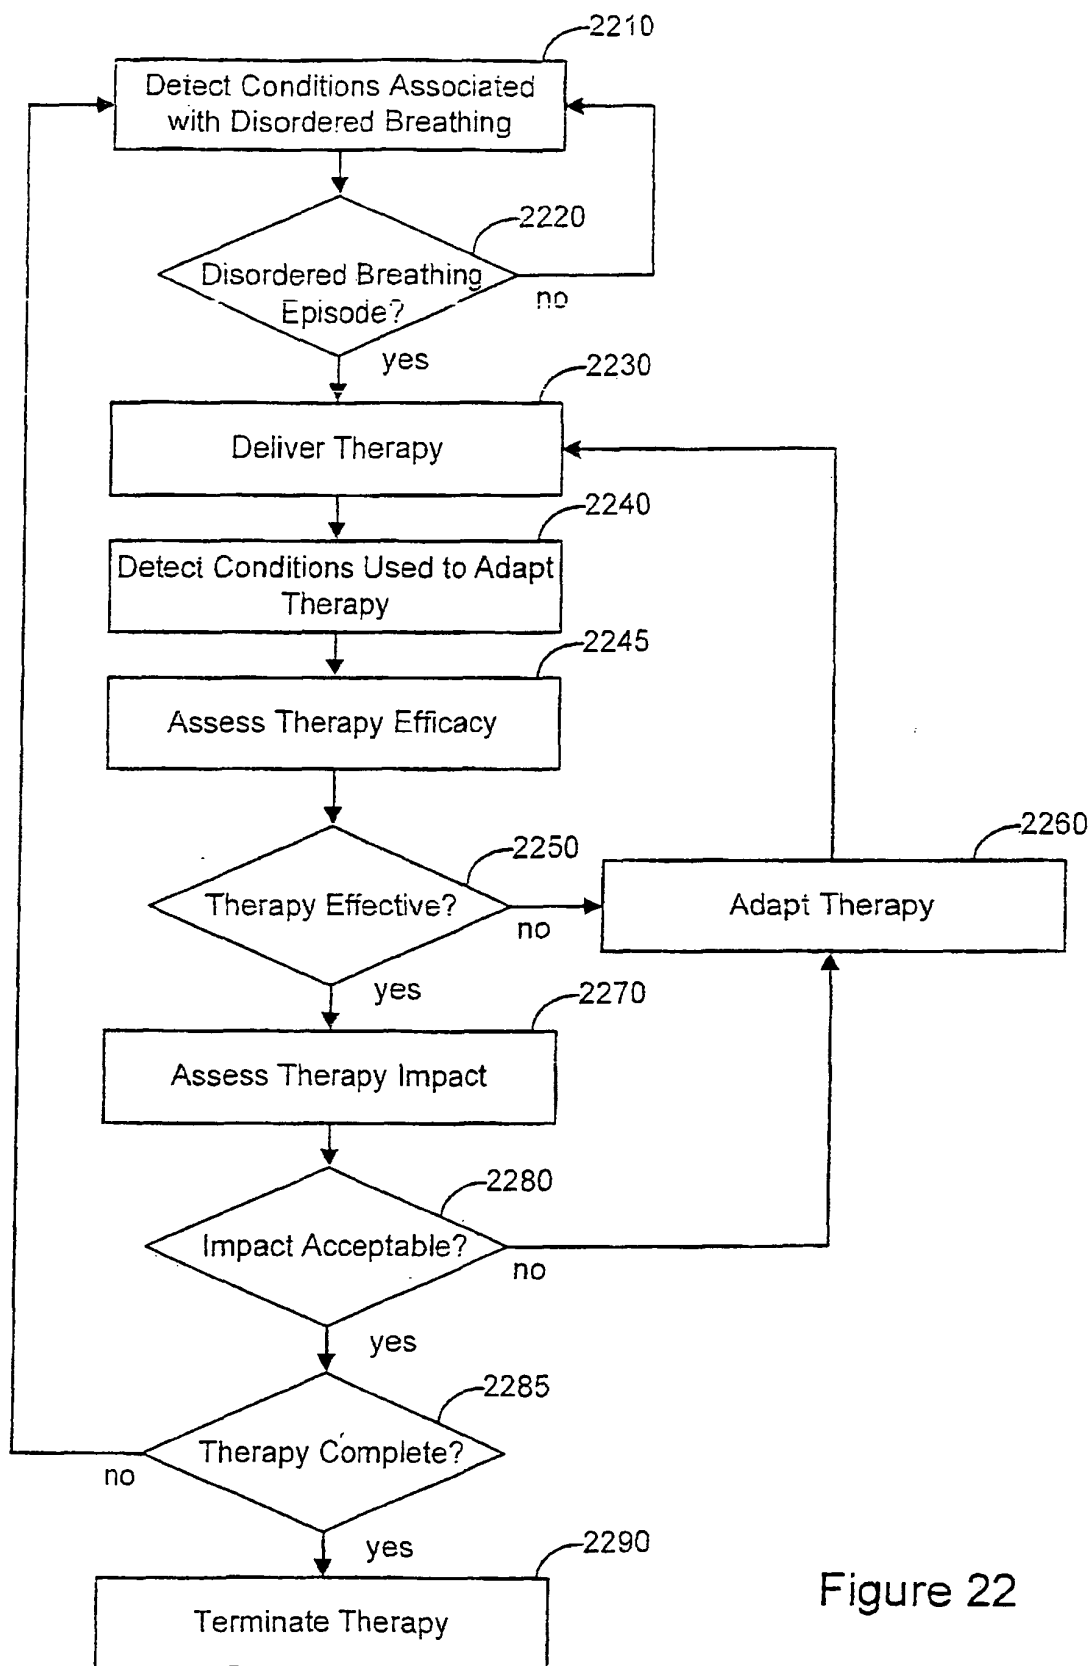 2210
Detect Conditions Associated
with Disordered Breathing
2220
Disordered Breathing
Episode?
no
yes
2230
Deliver Therapy
2240
Detect Conditions Used to Adapt
Therapy
2245
Assess Therapy Efficacy
2250
Therapy Effective?
no
2260
Adapt Therapy
yes
2270
Assess Therapy Impact
2280
Impact Acceptable?
no
yes
2285
Therapy Complete?
no
yes
2290
Terminate Therapy
Figure 22